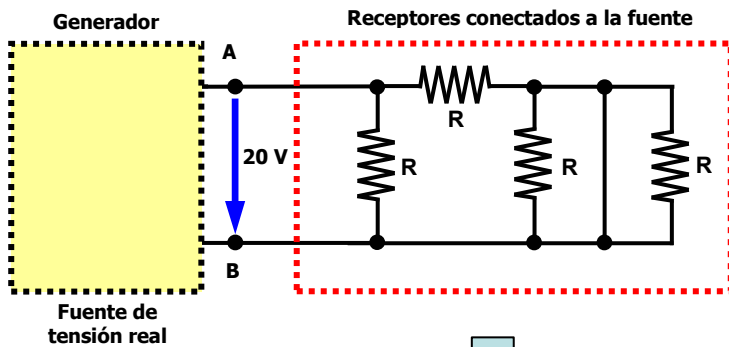 Generador
Receptores conectados a la fuente
A
R
20 V
R
R
R
B
Fuente de
tensión real